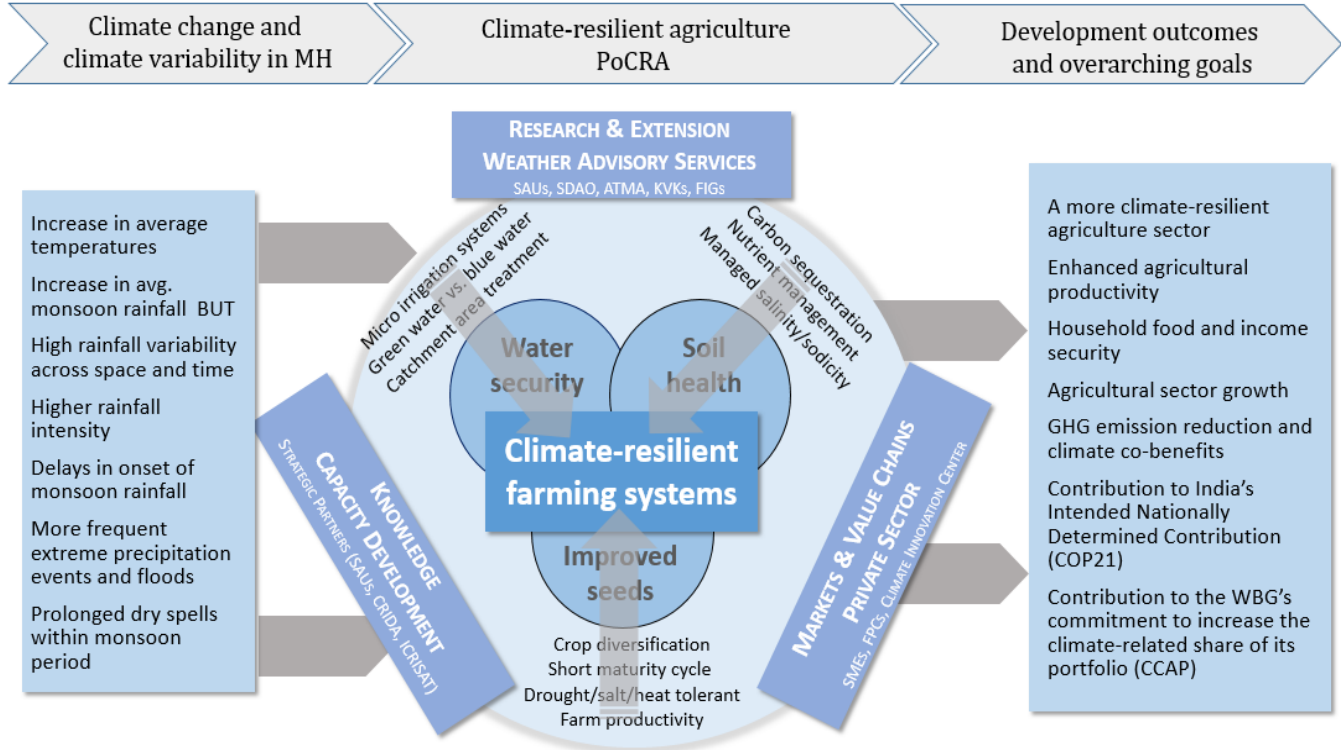 Climate change and
climate variability in MH
Climate-resilient agriculture
PoCRA
Development outcomes
and overarching goals
Increase in average
temperatures
Increase in avg.
monsoon rainfall BUT
High rainfall variability
across space and time
Higher rainfall
intensity
Delays in onset of
monsoon rainfall
More frequent
extreme precipitation
events and floods
Prolonged dry spells
within monsoon
period
RESEARCH & EXTENSION
WEATHER ADVISORY SERVICES
SAUs, SDAO, ATMA, KVKs, FIGs
Micro irrigation systems
Green water vs. blue water
Catchment area treatment
Carbon sequestration
Nutrient management
Managed salinity/sodicity
Water
security
Soil
health
Climate-resilient
farming systems
Improved
seeds
Crop diversification
Short maturity cycle
Drought/salt/heat tolerant
Farm productivity
KNOWLEDGE
CAPACITY DEVELOPMENT
STRATEGIC PARTNERS (SAUs, CRIDA, ICRISAT)
MARKETS & VALUE CHAINS
PRIVATE SECTOR
SMEs, FPCs, CLIMATE INNOVATION CENTER
A more climate-resilient
agriculture sector
Enhanced agricultural
productivity
Household food and income
security
Agricultural sector growth
GHG emission reduction and
climate co-benefits
Contribution to India's
Intended Nationally
Determined Contribution
(COP21)
Contribution to the WBG's
commitment to increase the
climate-related share of its
portfolio (CCAP)